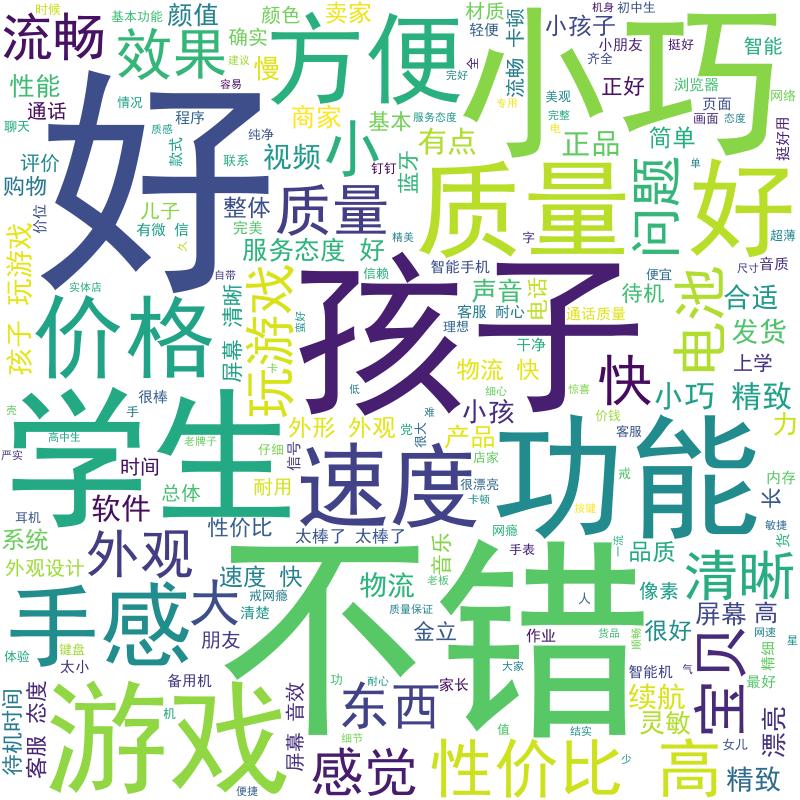 时候
基本功能
颜色
卖家
材质
机身
初中生
流畅
效果
颜值
确实
慢
建议
容易
方便
轻便
全
完好
流畅 卡顿
小孩子
小朋友
挺好
齐全
智能
小巧
正好
浏览器
网络
性能
通话
情况
程序
聊天
质感
款式
纯净
联系
商家
基本
服务态度
有点
专用
美观
完整
电
正品
页面
画面
态度
简单
挺好用
评价
购物
好
视频
小
钉钉
蓝牙
质量
问题
单
好
价位
儿子
有微 信
久
完美
整体
质量
服务态度 好
精美
字
超薄
孩子 玩游戏
实体店
自带
信赖
智能手机
便宜
尺寸
音质
价格
屏幕 清晰
玩游戏
蛮好
孩子
声音
电话
客服 耐心
理想
通话质量
干净
待机
电池
合适
发货
上学
卡
低
物流 快
细心
惊喜
快
小巧 精致
壳
学生
很棒
手
高中生
老牌子
严实
时间
仔细
外形 外观
信号
党
很大
小孩
难
产品
店家
价钱
客服
功能
力
速度
很漂亮
卡顿
戒
内存
长
软件
总体
耐用
放健
敏捷
货
耳机
系统
外观
性价比
太棒了 太棒了
网瘾
外观设计
速度 快
戒网瘾
清楚
物流
音乐
老板
手表
一流
品质
清晰
手感
大
朋友
不错
质量保证
金立
人
作业
货品
顺畅
像素
很好
屏幕 高
网速
星
体验
键盘
太小
宝贝
精细
气
待机时间
客服 态度
游戏
备用机
机
便捷
功
耐心
家长
大家
智能机
续航
灵敏
最好
漂亮
屏幕 音效
东西
细节
感觉
值
结实
性价比
少
高
女儿
精致